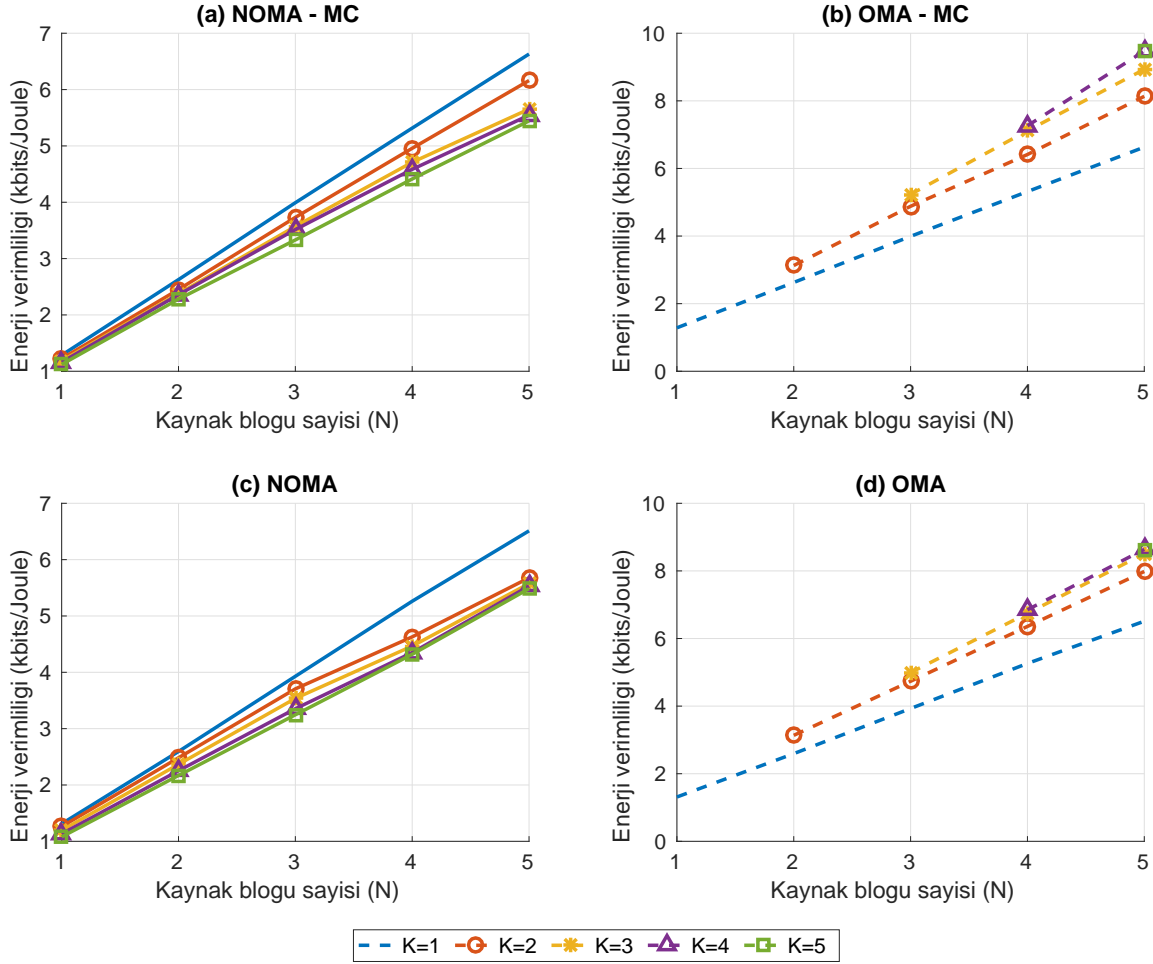 (a) NOMA - MC
7
6
5
4
3
2
1
1 2 3 4 5
Enerji verimliligi (kbits/Joule)
Kaynak blogu sayisi (N)
(b) OMA - MC
10
8
6
4
2
0
1 2 3 4 5
Enerji verimliligi (kbits/Joule)
Kaynak blogu sayisi (N)
(c) NOMA
7
6
5
4
3
2
1
1 2 3 4 5
Enerji verimliligi (kbits/Joule)
Kaynak blogu sayisi (N)
(d) OMA
10
8
6
4
2
0
1 2 3 4 5
Enerji verimliligi (kbits/Joule)
Kaynak blogu sayisi (N)
K=1 K=2 K=3 K=4 K=5